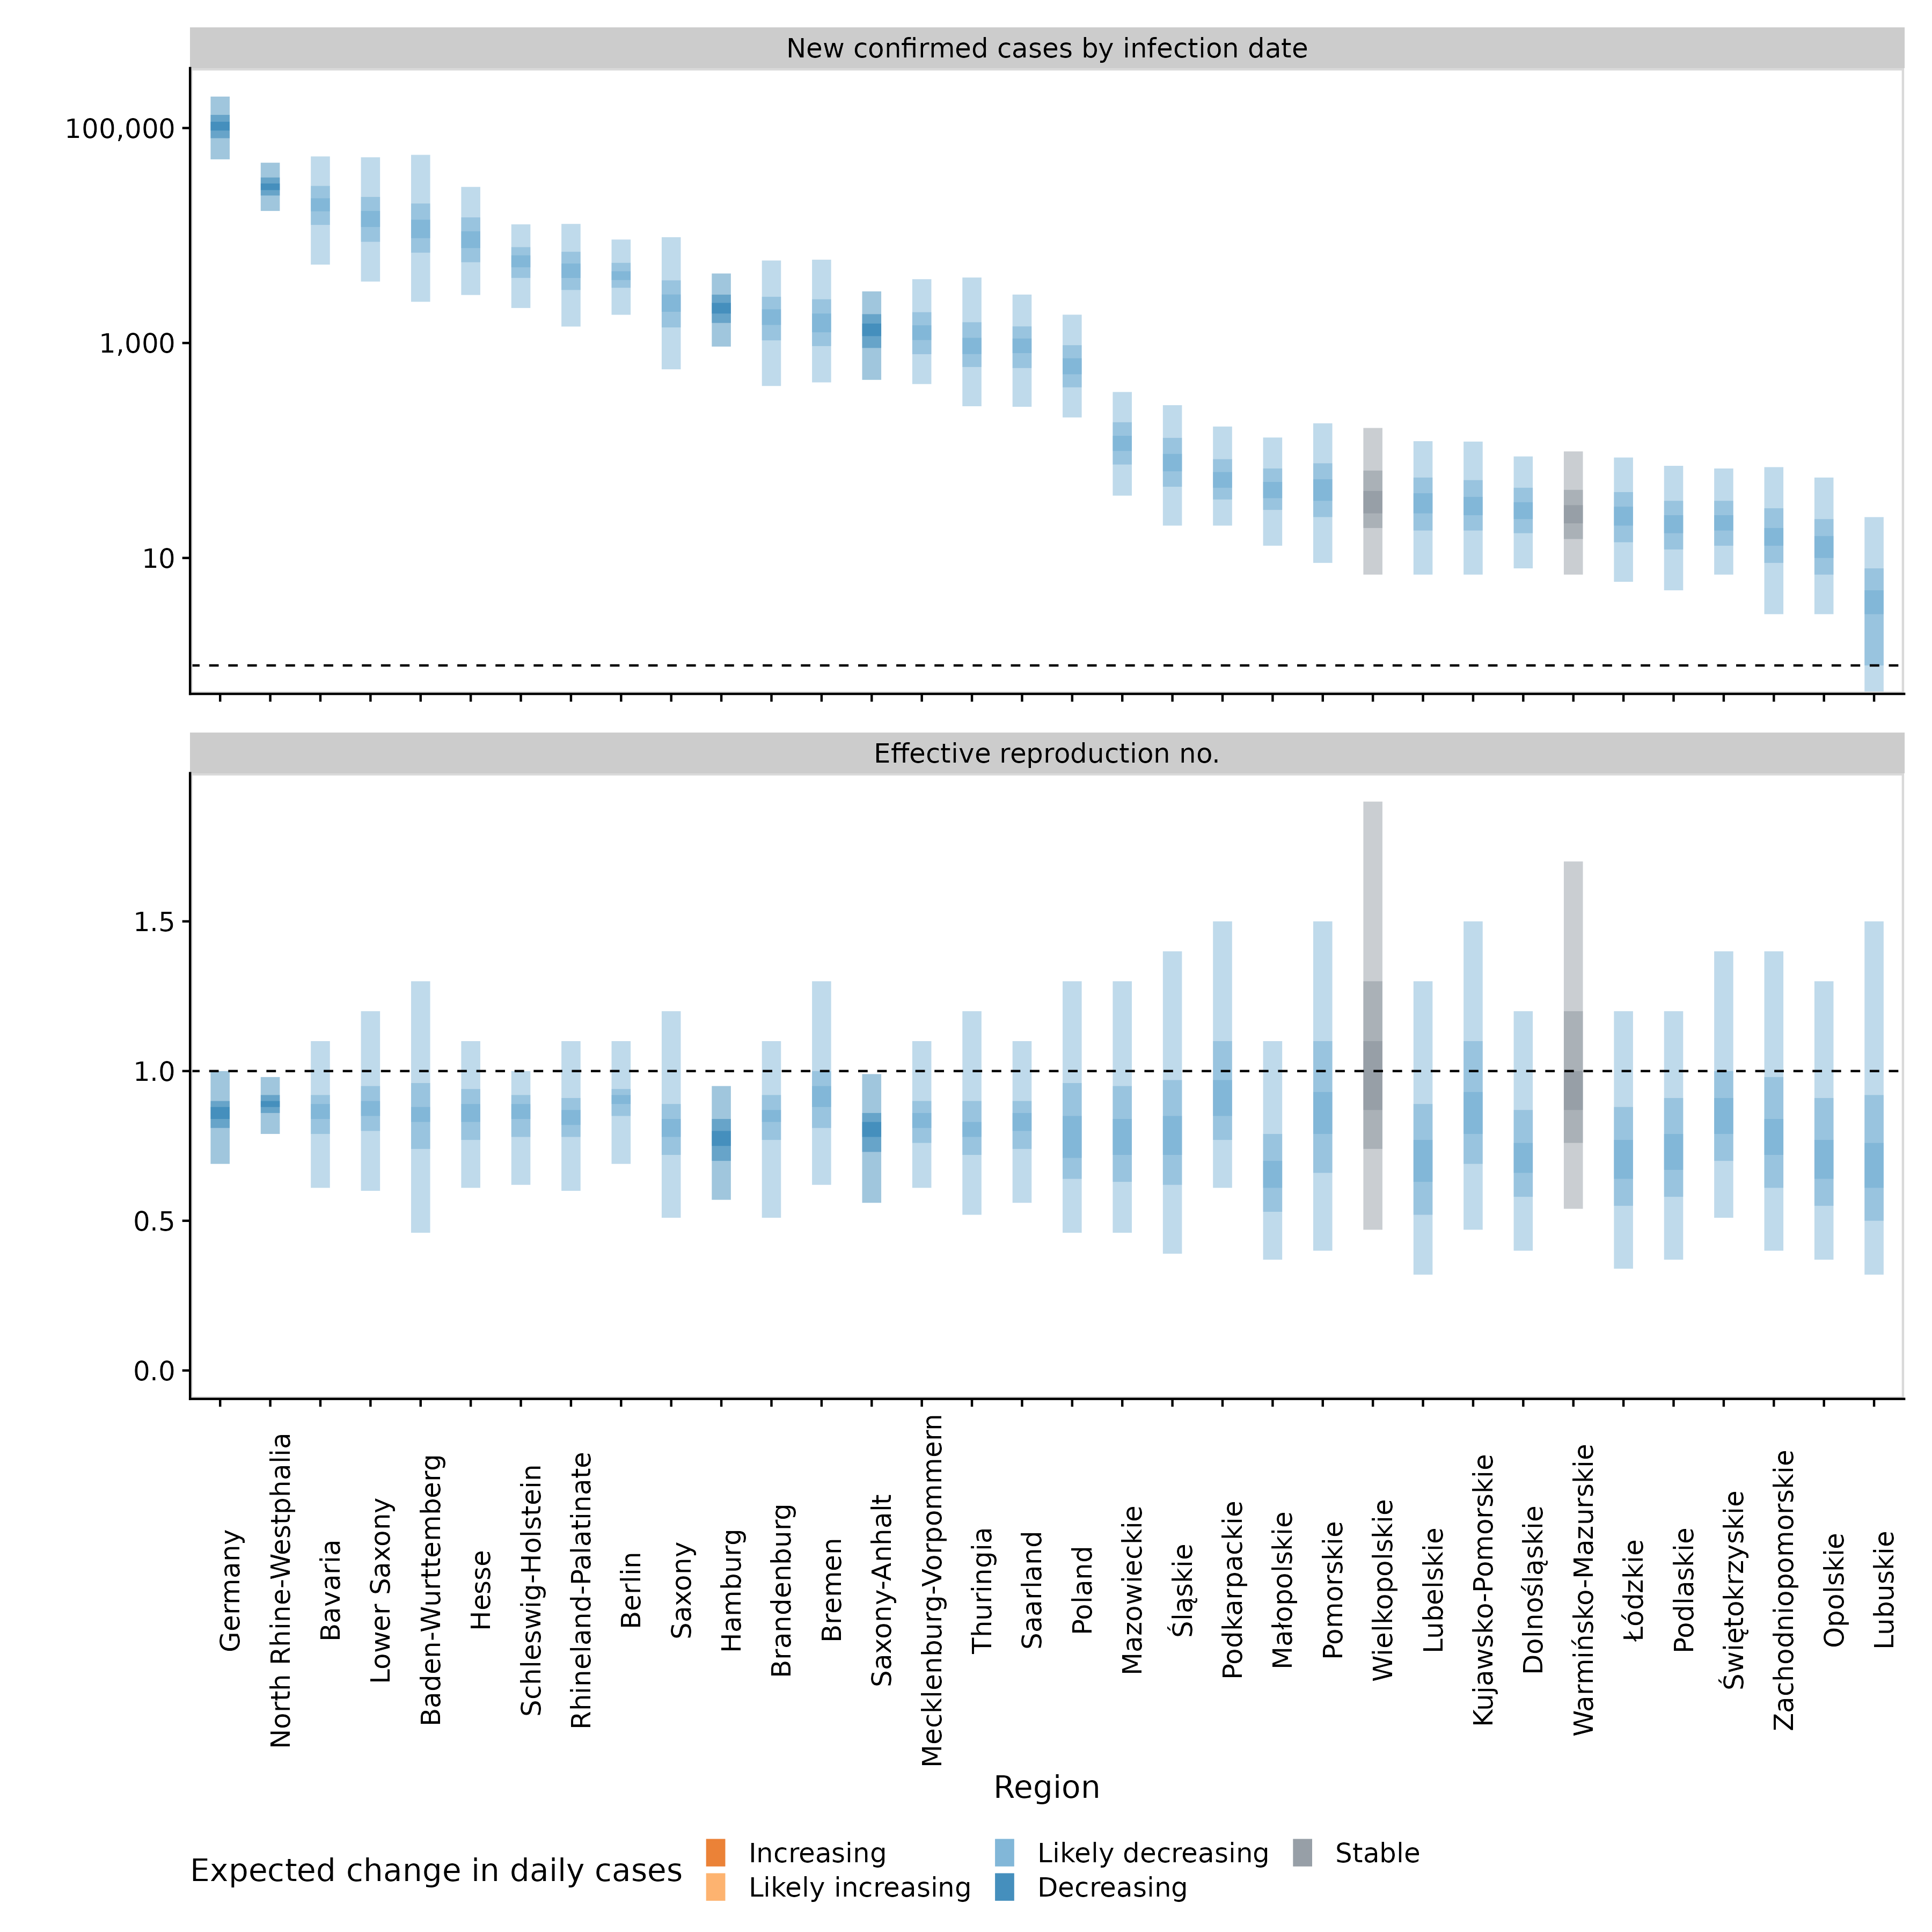 New confirmed cases by infection date
100,000
1,000
10
Effective reproduction no.
1.5
1.0
0.5
0.0
Germany
North Rhine-Westphalia
Bavaria
Lower Saxony
Baden-Wurttemberg
Hesse
Schleswig-Holstein
Rhineland-Palatinate
Berlin
Saxony
Hamburg
Brandenburg
Bremen
Saxony-Anhalt
Mecklenburg-Vorpommern
Thuringia
Saarland
Poland
Mazowieckie
Śląskie
Podkarpackie
Małopolskie
Pomorskie
Wielkopolskie
Lubelskie
Kujawsko-Pomorskie
Dolnośląskie
Warmińsko-Mazurskie
Łódzkie
Podlaskie
Świętokrzyskie
Zachodniopomorskie
Opolskie
Lubuskie
Region
Expected change in daily cases
Increasing
Likely increasing
Likely decreasing
Decreasing
Stable